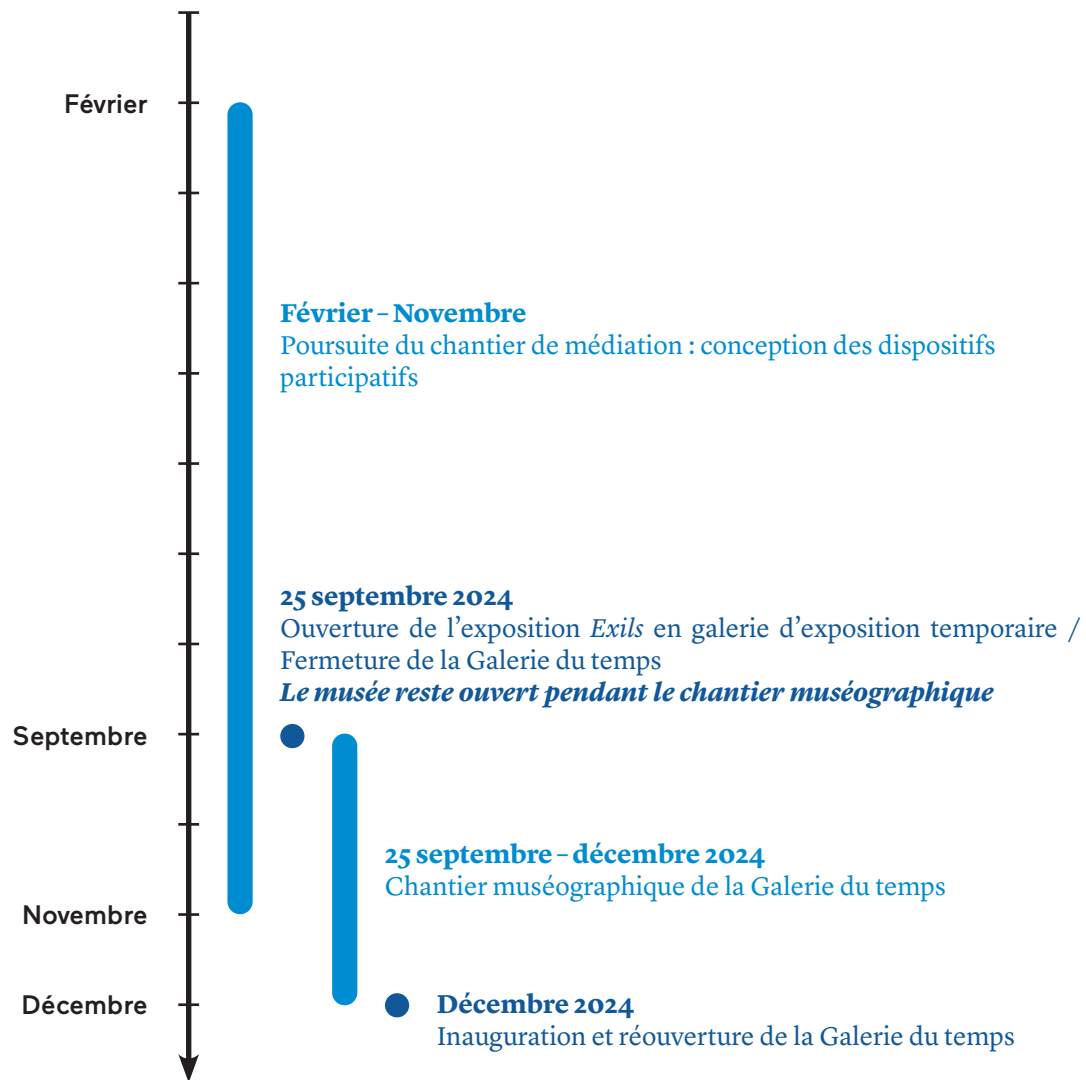 Février
Février – Novembre
Poursuite du chantier de médiation : conception des dispositifs
participatifs
25 septembre 2024
Ouverture de l’exposition Exils en galerie d’exposition temporaire /
Fermeture de la Galerie du temps
Le musée reste ouvert pendant le chantier muséographique
Septembre
25 septembre – décembre 2024
Chantier muséographique de la Galerie du temps
Novembre
Décembre
Décembre 2024
Inauguration et réouverture de la Galerie du temps